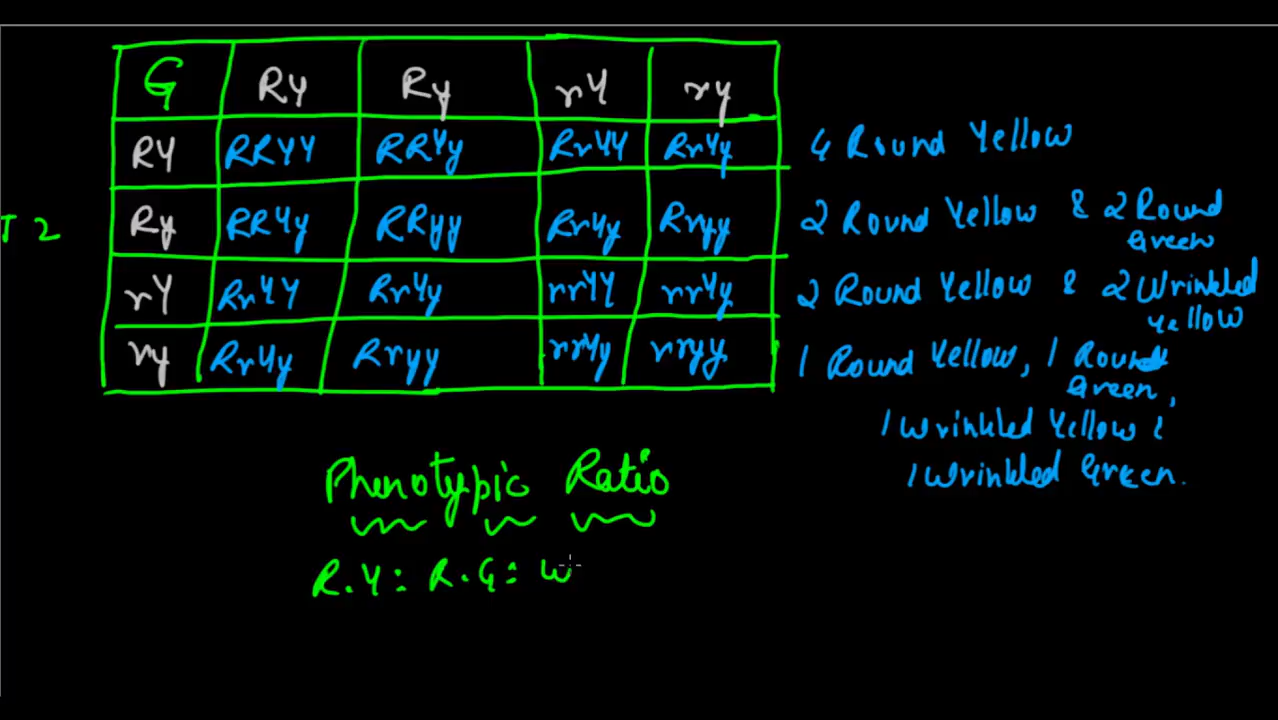 G RY Ry rY ry
RY RRYY RRYy RrYY RrYy 4 Round Yellow
Ry RRYy RRyy RrYy Rryy 2 Round Yellow & 2 Round
Green
2
rY RrYY RrYy rrYY rrYy 2 Round Yellow & 2 Wrinkled
Yellow
ry RrYy Rryy rrYy rryy 1 Round Yellow, 1 Round
Green,
1 Wrinkled Yellow &
1 Wrinkled Green.
Phenotypic Ratio
R.Y : R.G : W